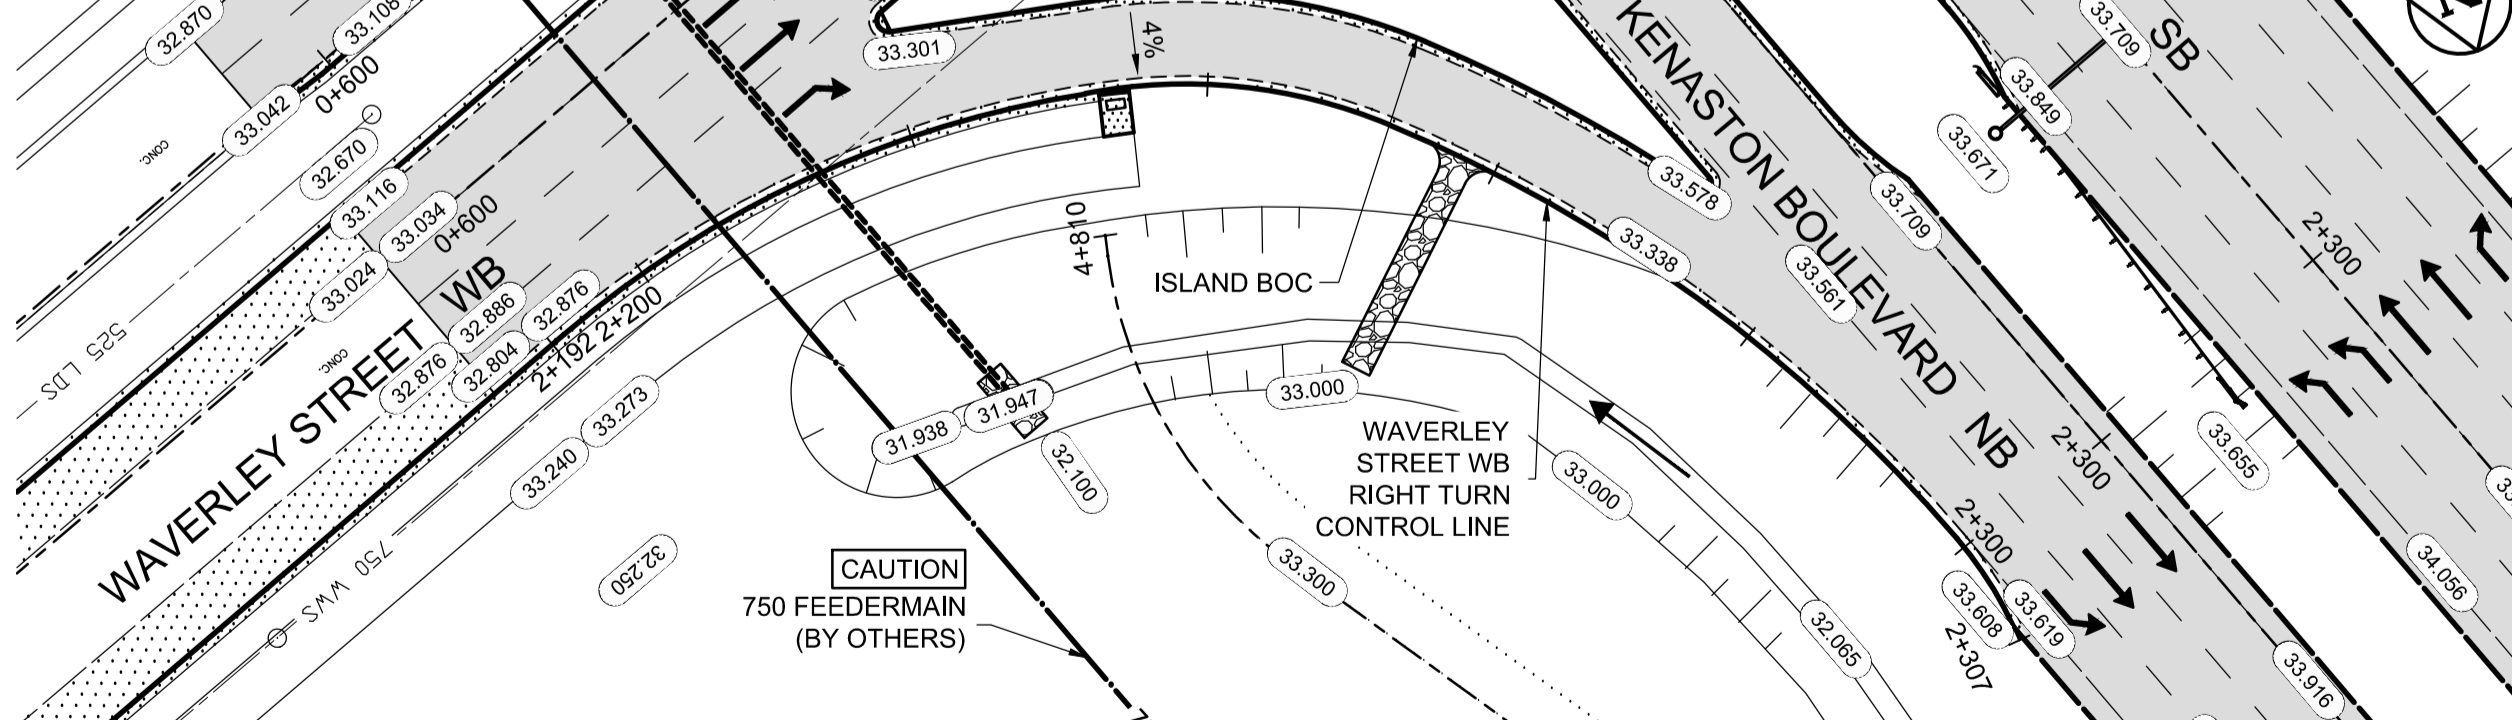 32.870
33.108
33.301
4%
KENASTON BOULEVARD NB
33.709
SB
33.042
0+600
CONC.
32.670
33.849
33.671
33.116
33.034
0+600
33.578
33.709
33.024
WB
4+810
33.338
2+300
ISLAND BOC
33.561
32.886
32.876
2+192
2+200
525 LDS
CONC.
32.804
32.876
33.000
31.947
31.938
WAVERLEY STREET
33.273
33.240
32.100
WAVERLEY
STREET WB
RIGHT TURN
CONTROL LINE
33.000
2+300
33.655
2+300
750 WWS
32.250
CAUTION
750 FEEDERMAIN
(BY OTHERS)
33.300
34.056
33.608
33.619
2+307
32.065
33.916